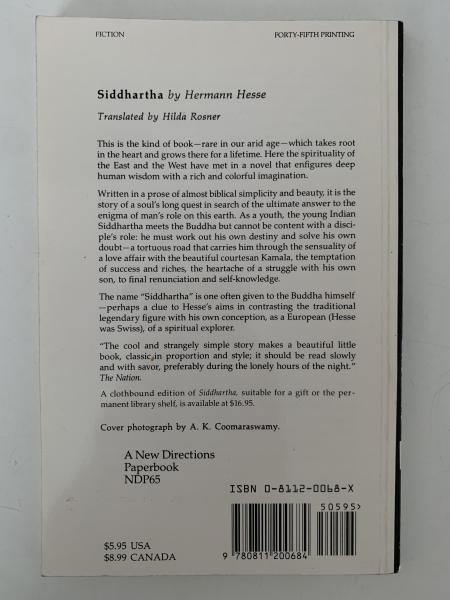 FICTION FORTY-FIFTH PRINTING
Siddhartha by Hermann Hesse
Translated by Hilda Rosner
This is the kind of book—rare in our arid age—which takes root
in the heart and grows there for a lifetime. Here the spirituality of
the East and the West have met in a novel that enfigures deep
human wisdom with a rich and colorful imagination.
Written in a prose of almost biblical simplicity and beauty, it is the
story of a soul's long quest in search of the ultimate answer to the
enigma of man's role on this earth. As a youth, the young Indian
Siddhartha meets the Buddha but cannot be content with a disci-
ple's role: he must work out his own destiny and solve his own
doubt—a tortuous road that carries him through the sensuality of
a love affair with the beautiful courtesan Kamala, the temptation
of success and riches, the heartache of a struggle with his own
son, to final renunciation and self-knowledge.
The name "Siddhartha" is one often given to the Buddha himself
—perhaps a clue to Hesse's aims in contrasting the traditional
legendary figure with his own conception, as a European (Hesse
was Swiss), of a spiritual explorer.
"The cool and strangely simple story makes a beautiful little
book, classic in proportion and style; it should be read slowly
and with savor, preferably during the lonely hours of the night."
The Nation.
A clothbound edition of Siddhartha, suitable for a gift or the per-
manent library shelf, is available at $16.95.
Cover photograph by A. K. Coomaraswamy.
A New Directions
Paperbook
NDP65
ISBN 0-8112-0068-X
50595>
$5.95 USA
$8.99 CANADA
9 780811 200684